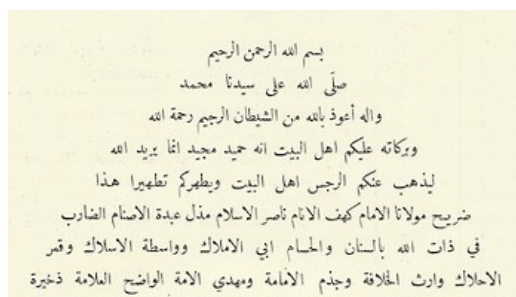 بسم الله الرحمن الرحيم
صلّى الله على سيدنا محمد
واله أعوذ بالله من الشيطان الرجيم رحمة الله
وبركاته عليكم اهل البيت انه حميد مجيد انما يريد الله
ليذهب عنكم الرجس اهل البيت ويطهركم تطهيرا هذا
ضريح مولانا الامام كهف الانام ناصر الاسلام مذل عبدة الاصنام الضارب
في ذات الله بالسنان والحسام ابي الاملاك وواسطة الاسلاك وقمر
الاحلاك وارث الخلافة وجذم الامامة ومهدي الامة الواضح العلامة ذخيرة